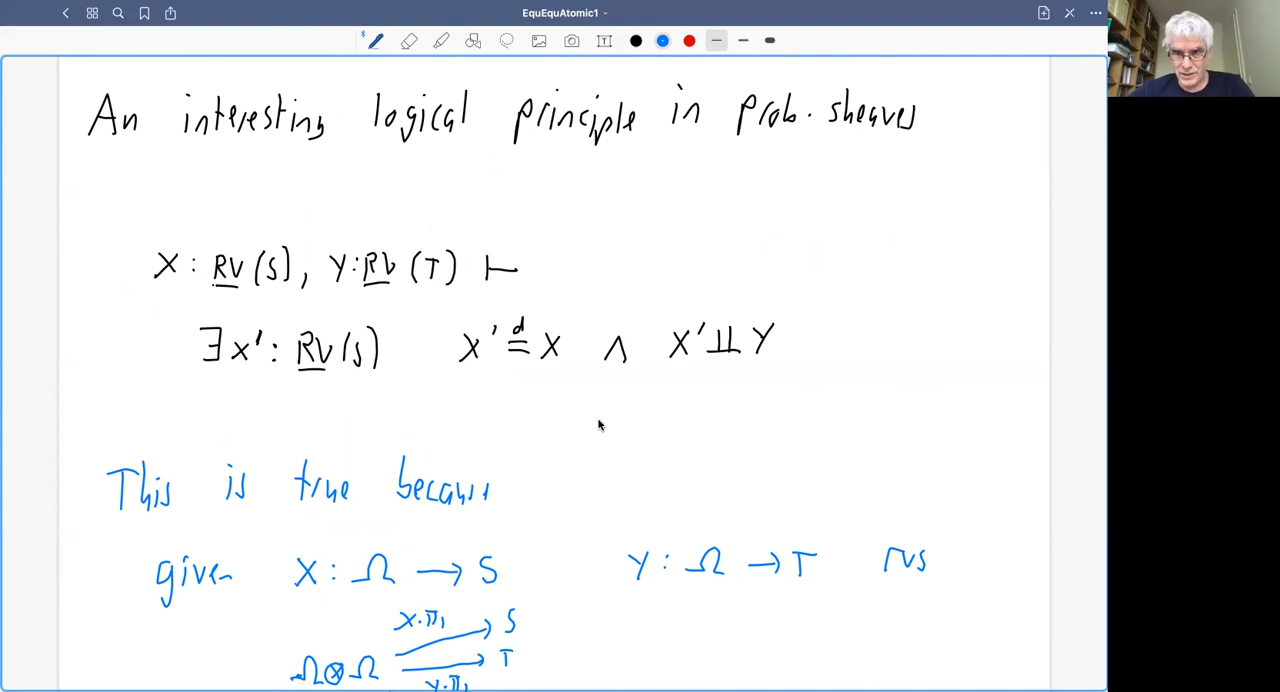 EquEquAtomic1
An interesting logical principle in prob. sheaves
X : RV(S), Y : RV(T) ⊢
∃X' : RV(S) X' =ᵈ X ∧ X' ⫫ Y
This is true because
given X : Ω → S Y : Ω → T rvs
X·π₁ S
Ω⊗Ω T
Y·π₁